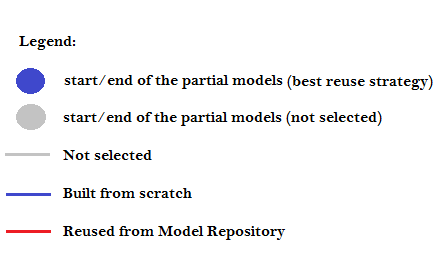 Legend:
start/end of the partial models (best reuse strategy)
start/end of the partial models (not selected)
Not selected
Built from scratch
Reused from Model Repository